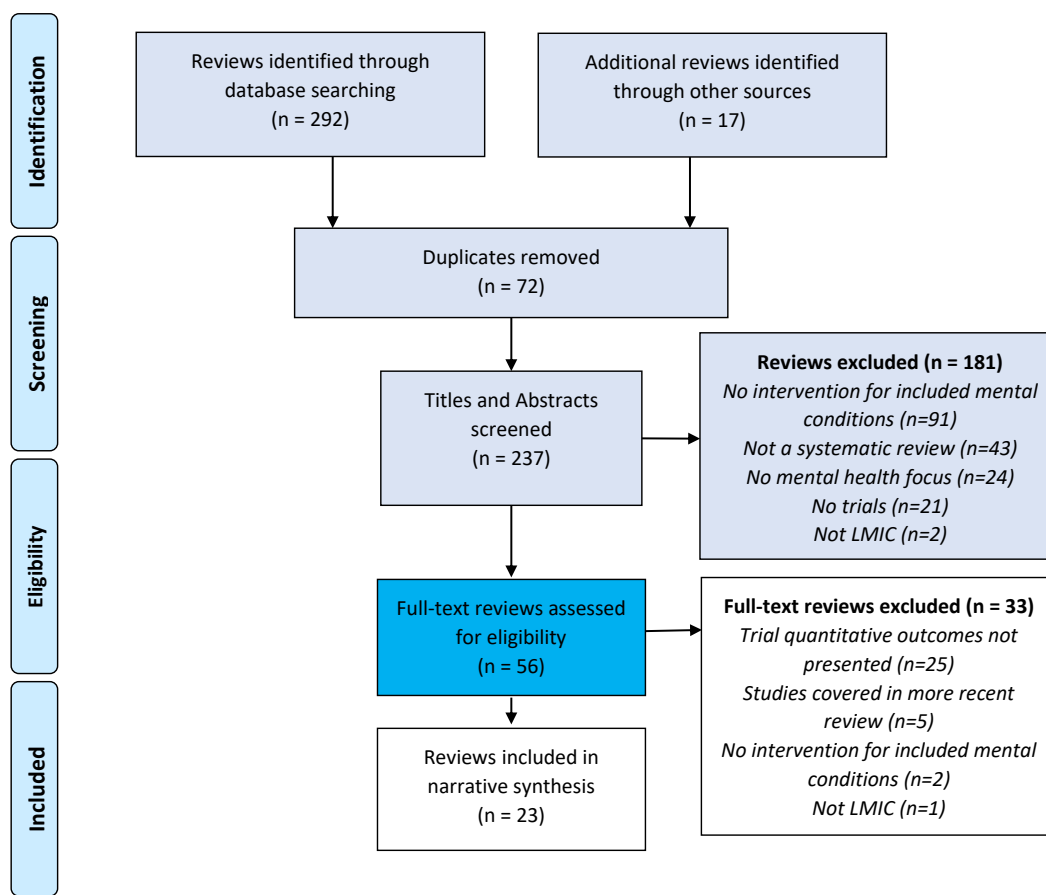 Identification
Reviews identified through
database searching
(n = 292)
Additional reviews identified
through other sources
(n = 17)
Screening
Duplicates removed
(n = 72)
Titles and Abstracts
screened
(n = 237)
Reviews excluded (n = 181)
No intervention for included mental
conditions (n=91)
Not a systematic review (n=43)
No mental health focus (n=24)
No trials (n=21)
Not LMIC (n=2)
Eligibility
Full-text reviews assessed
for eligibility
(n = 56)
Full-text reviews excluded (n = 33)
Trial quantitative outcomes not
presented (n=25)
Studies covered in more recent
review (n=5)
No intervention for included mental
conditions (n=2)
Not LMIC (n=1)
Included
Reviews included in
narrative synthesis
(n = 23)